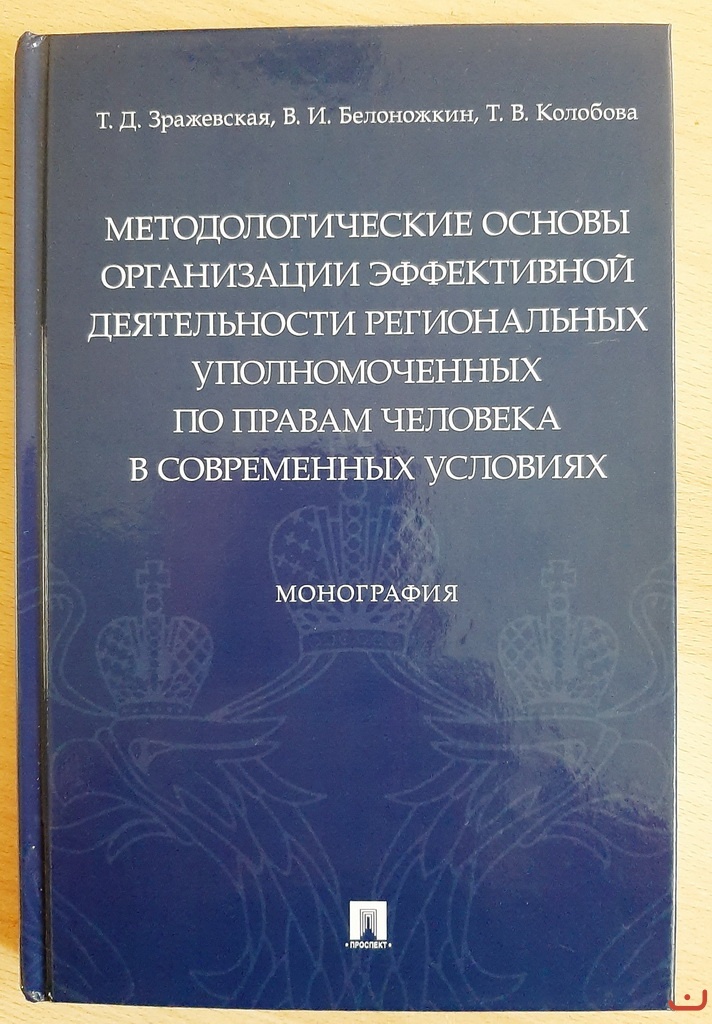 Т. Д. Зражевская, В. И. Белоножкин, Т. В. Колобова
МЕТОДОЛОГИЧЕСКИЕ ОСНОВЫ
ОРГАНИЗАЦИИ ЭФФЕКТИВНОЙ
ДЕЯТЕЛЬНОСТИ РЕГИОНАЛЬНЫХ
УПОЛНОМОЧЕННЫХ
ПО ПРАВАМ ЧЕЛОВЕКА
В СОВРЕМЕННЫХ УСЛОВИЯХ
МОНОГРАФИЯ
• ПРОСПЕКТ •